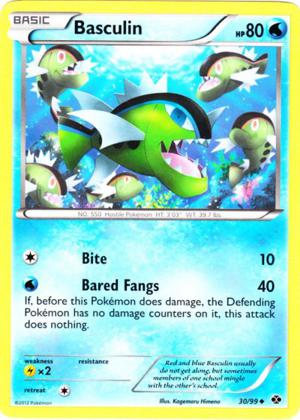 BASIC
Basculin
HP 80
NO. 550 Hostile Pokémon HT: 3'03" WT: 39.7 lbs.
Bite 10
Bared Fangs 40
If, before this Pokémon does damage, the Defending
Pokémon has no damage counters on it, this attack
does nothing.
weakness resistance
×2
retreat
Red and blue Basculin usually
do not get along, but sometimes
members of one school mingle
with the other's school.
Illus. Kagemaru Himeno
©2012 Pokémon
30/99